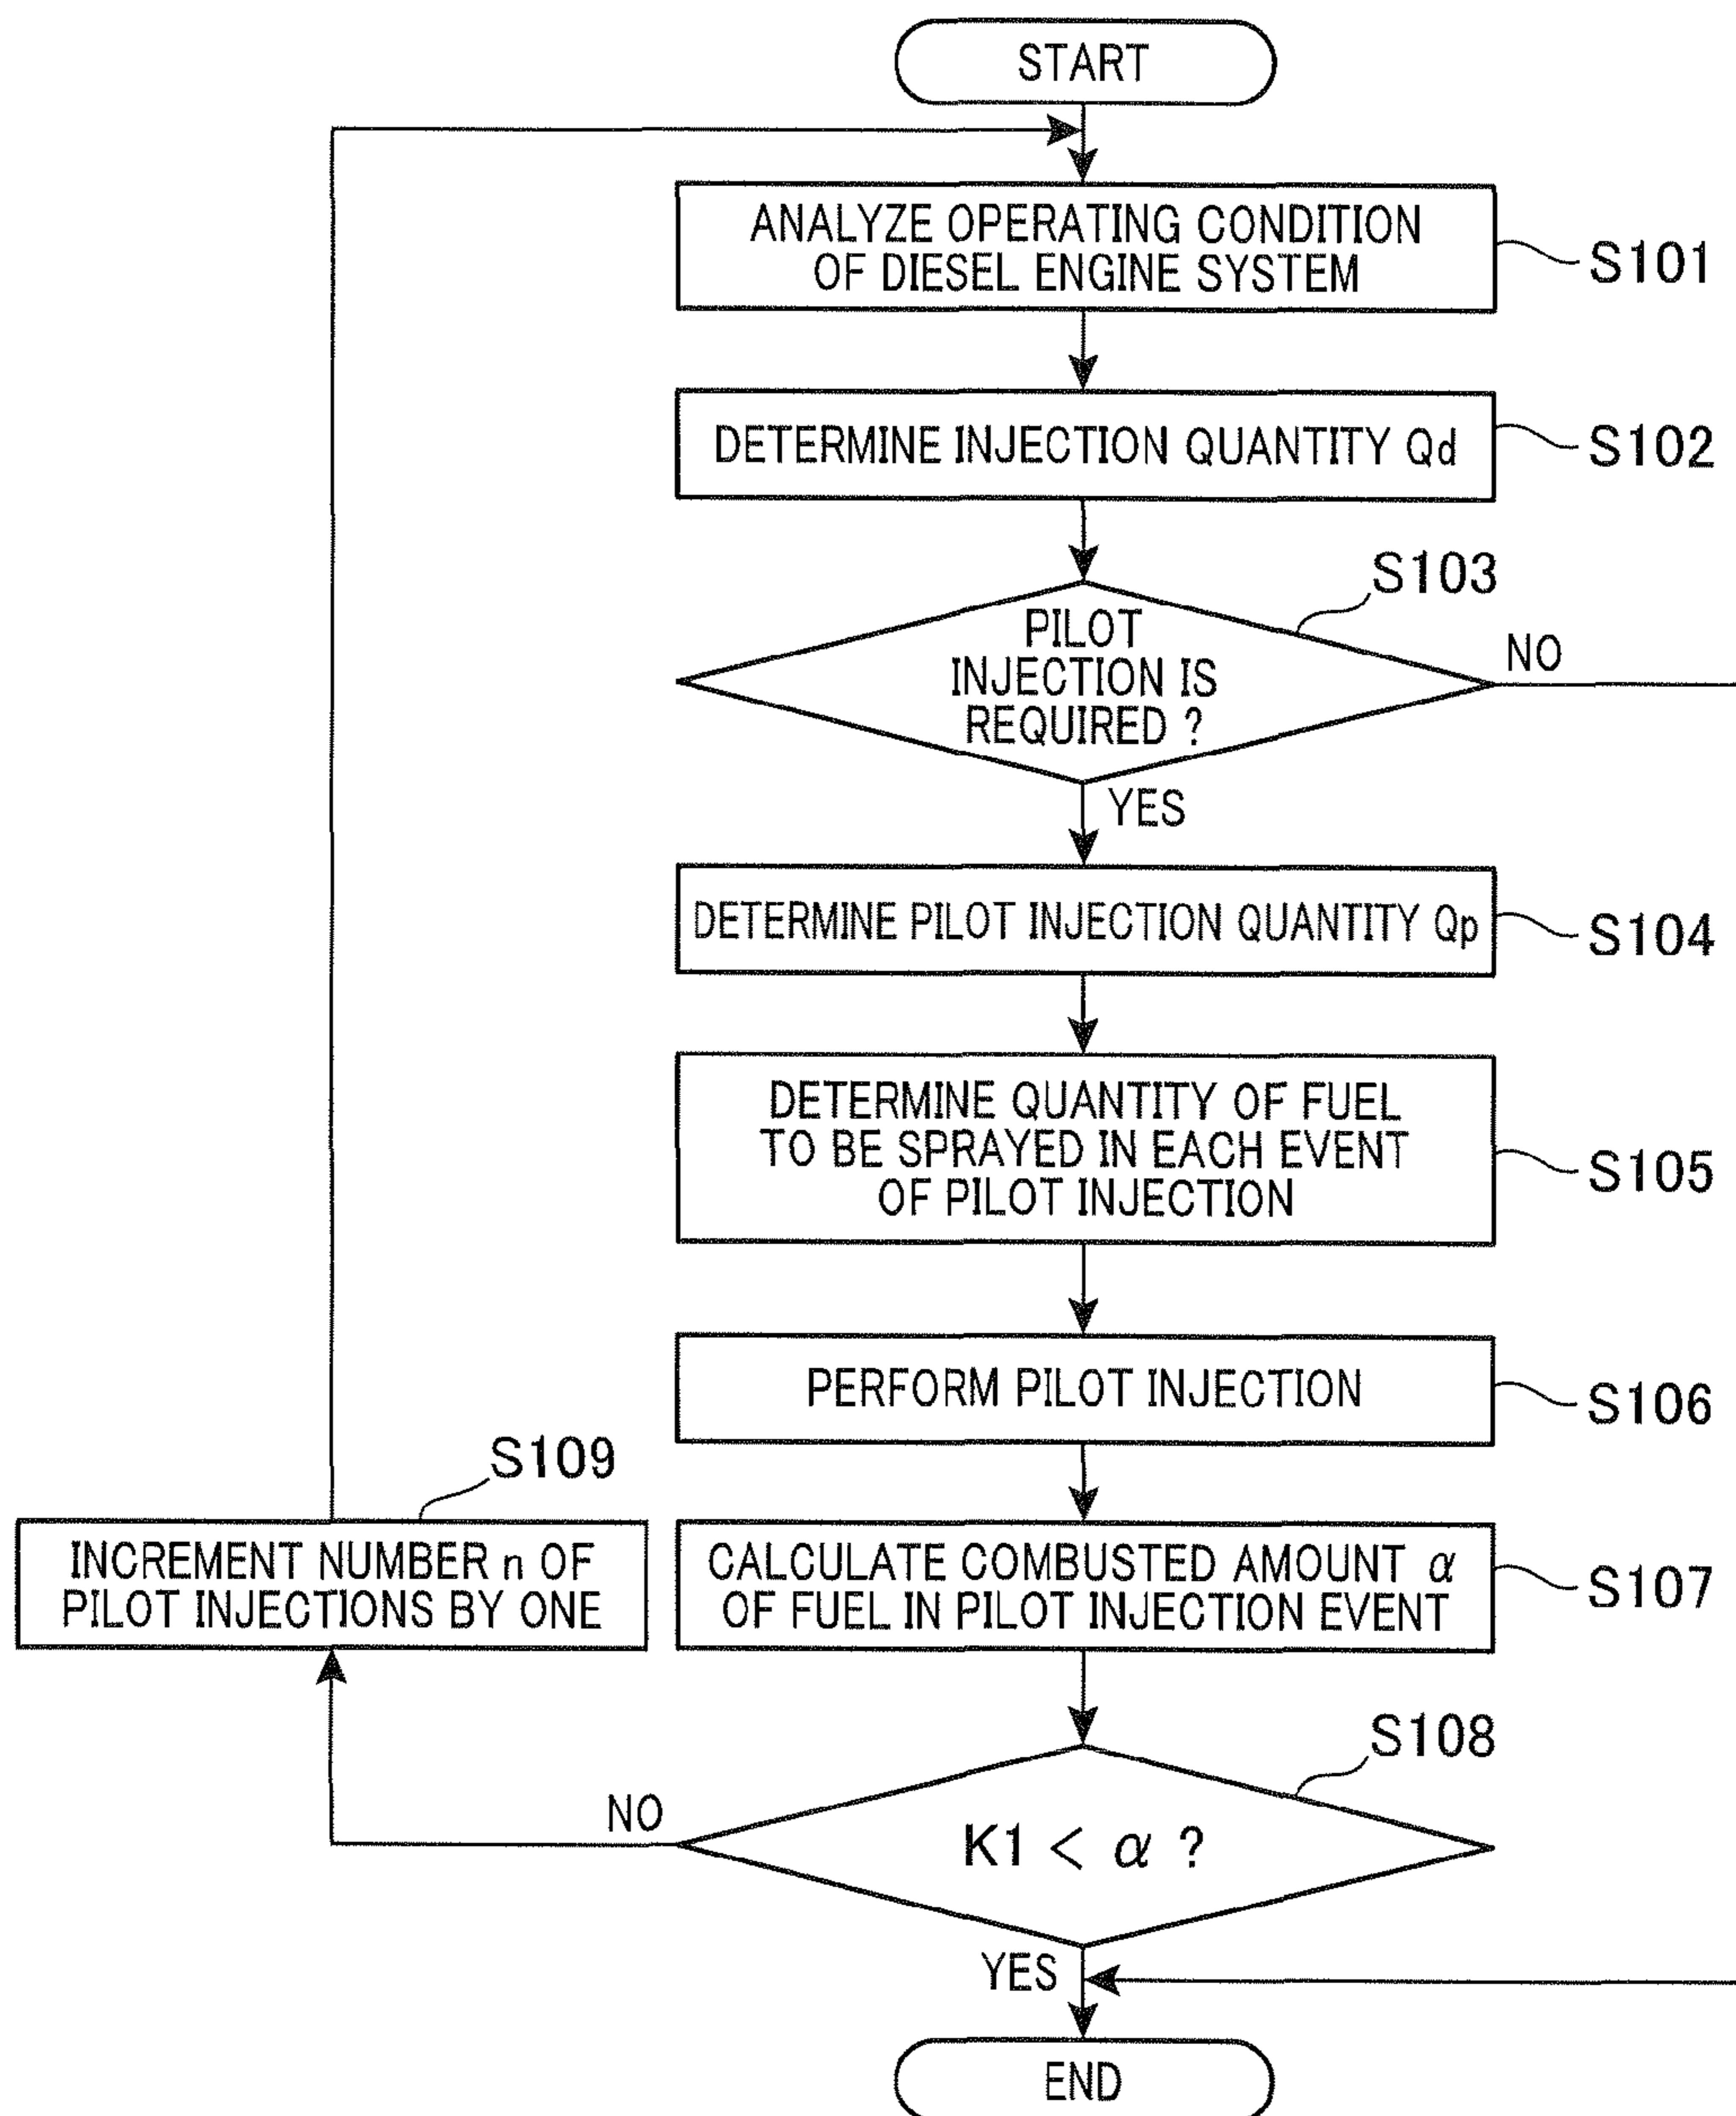 START
ANALYZE OPERATING CONDITION
OF DIESEL ENGINE SYSTEM
S101
DETERMINE INJECTION QUANTITY Qd
S102
S103
PILOT
INJECTION IS
REQUIRED ?
NO
YES
DETERMINE PILOT INJECTION QUANTITY Qp
S104
DETERMINE QUANTITY OF FUEL
TO BE SPRAYED IN EACH EVENT
OF PILOT INJECTION
S105
PERFORM PILOT INJECTION
S106
S109
INCREMENT NUMBER n OF
PILOT INJECTIONS BY ONE
CALCULATE COMBUSTED AMOUNT α
OF FUEL IN PILOT INJECTION EVENT
S107
S108
NO
K1 < α ?
YES
END